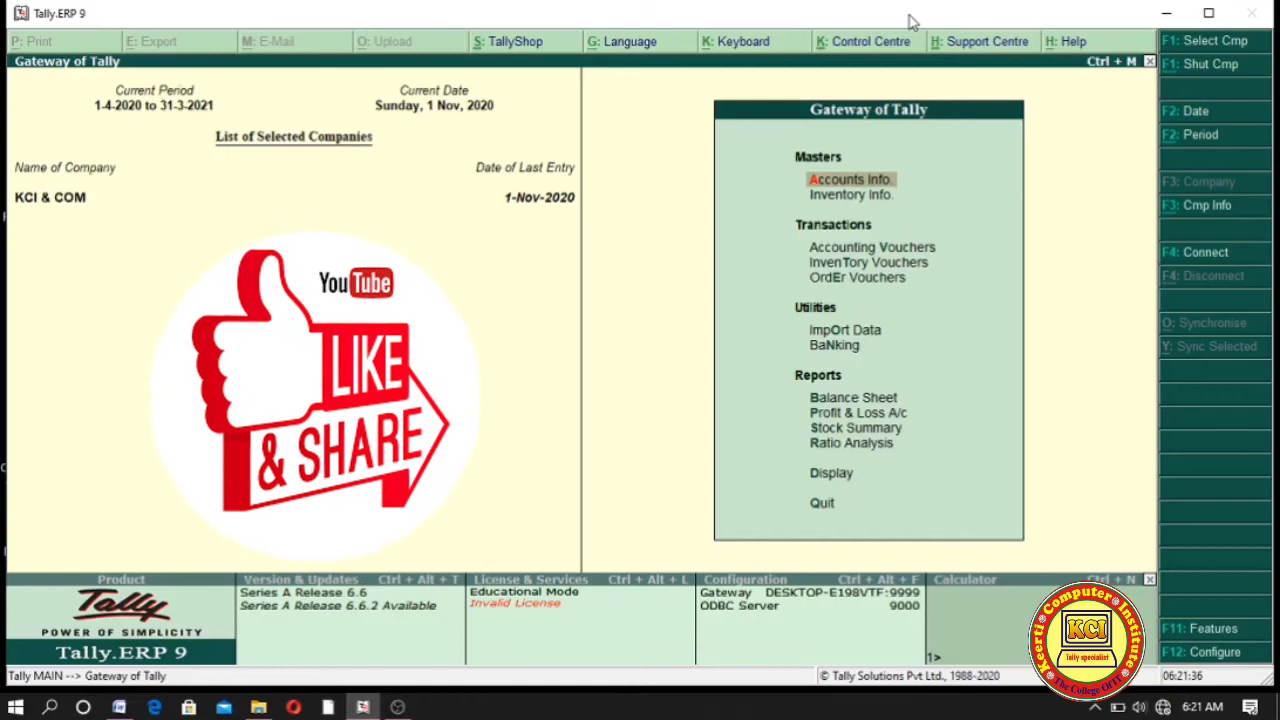 Tally.ERP 9
P: Print
E: Export
M: E-Mail
O: Upload
S: TallyShop
G: Language
K: Keyboard
K: Control Centre
H: Support Centre
H: Help
F1: Select Cmp
Gateway of Tally
Ctrl + M
F1: Shut Cmp
Current Period
1-4-2020 to 31-3-2021
Current Date
Sunday, 1 Nov, 2020
List of Selected Companies
Name of Company
Date of Last Entry
KCI & COM
1-Nov-2020
YouTube
LIKE
& SHARE
Gateway of Tally
Masters
Accounts Info.
Inventory Info.
Transactions
Accounting Vouchers
InvenTory Vouchers
OrdEr Vouchers
Utilities
ImpOrt Data
BaNking
Reports
Balance Sheet
Profit & Loss A/c
Stock Summary
Ratio Analysis
Display
Quit
F2: Date
F2: Period
F3: Company
F3: Cmp Info
F4: Connect
F4: Disconnect
O: Synchronise
Y: Sync Selected
F11: Features
F12: Configure
Product
Tally
POWER OF SIMPLICITY
Tally.ERP 9
Version & Updates
Ctrl + Alt + T
Series A Release 6.6
Series A Release 6.6.2 Available
License & Services
Ctrl + Alt + L
Educational Mode
Invalid License
Configuration
Ctrl + Alt + F
Gateway DESKTOP-E198VTF:9999
ODBC Server 9000
Calculator
Ctrl + N
1>
Keerti Computer Institute
KCI
Tally specialist
The College Of IT
Tally MAIN --> Gateway of Tally
© Tally Solutions Pvt Ltd., 1988-2020
06:21:36
6:21 AM